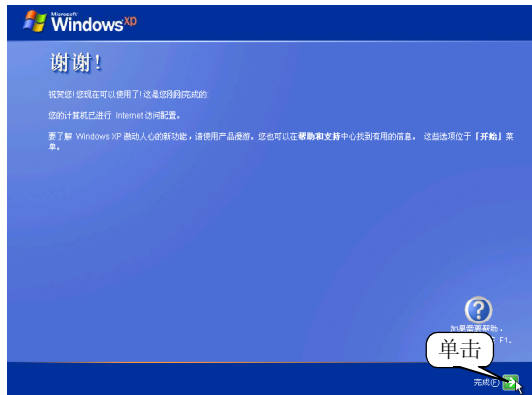 Microsoft
Windows xp
谢谢!
祝贺您!您现在可以使用了!这是您刚刚完成的:
您的计算机已进行 Internet 访问配置。
要了解 Windows XP 激动人心的新功能,请使用产品漫游。您也可以在帮助和支持中心找到有用的信息。 这些选项位于「开始」菜
单。
如果需要帮助,
F1。
单击
完成(F)